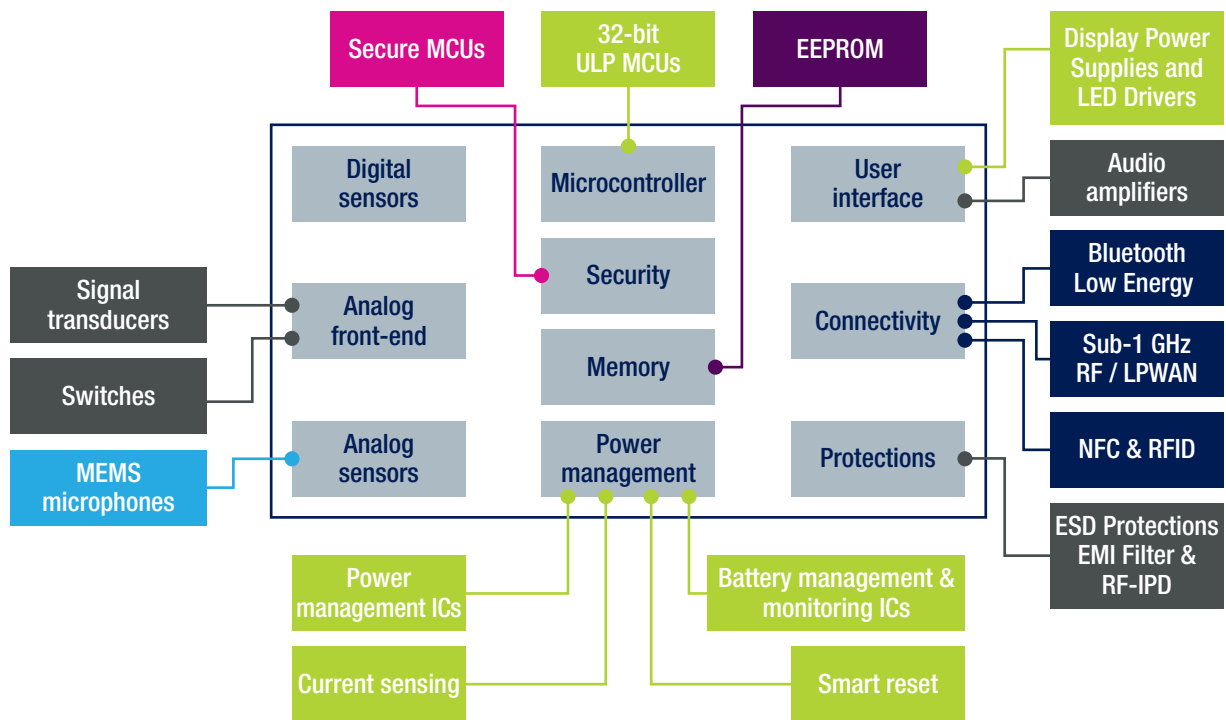 Secure MCUs
32-bit
ULP MCUs
EEPROM
Display Power
Supplies and
LED Drivers
Digital
sensors
Microcontroller
User
interface
Audio
amplifiers
Security
Bluetooth
Low Energy
Signal
transducers
Analog
front-end
Connectivity
Sub-1 GHz
RF / LPWAN
Memory
Switches
MEMS
microphones
Analog
sensors
Power
management
Protections
NFC & RFID
ESD Protections
EMI Filter &
RF-IPD
Power
management ICs
Battery management &
monitoring ICs
Current sensing
Smart reset